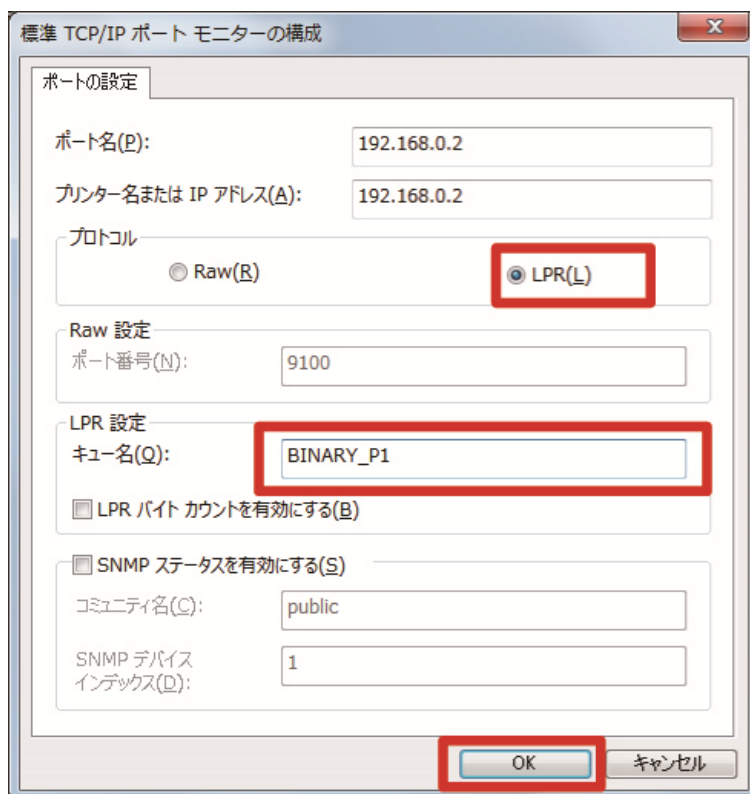 標準 TCP/IP ポート モニターの構成
ポートの設定
ポート名(P): 192.168.0.2
プリンター名または IP アドレス(A): 192.168.0.2
プロトコル
Raw(R) LPR(L)
Raw 設定
ポート番号(N): 9100
LPR 設定
キュー名(Q): BINARY_P1
LPR バイト カウントを有効にする(B)
SNMP ステータスを有効にする(S)
コミュニティ名(C): public
SNMP デバイス
インデックス(D): 1
OK キャンセル